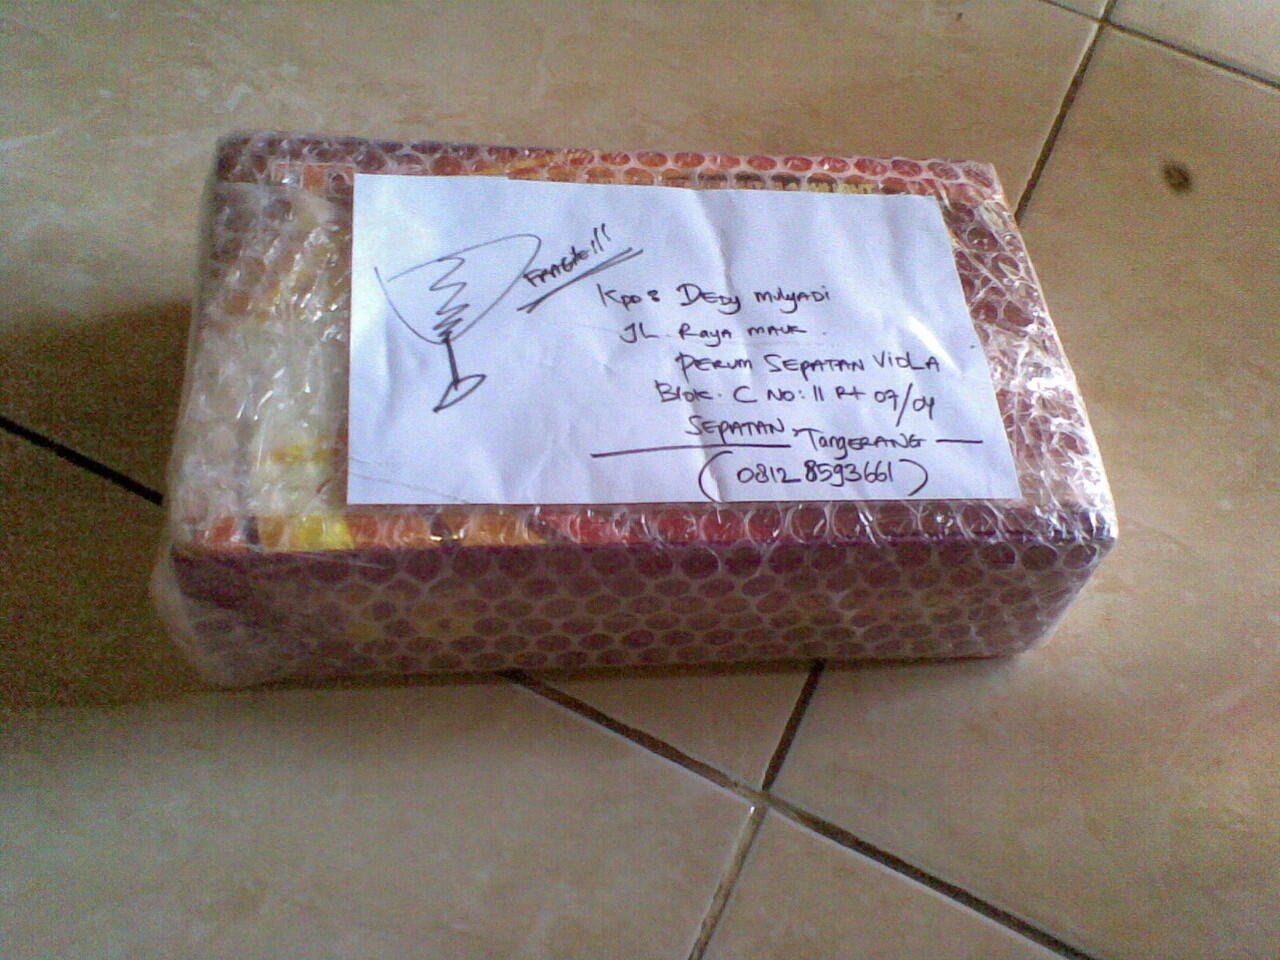 FRAGILE!!!
Kpd : DEDy mulyadi
JL. Raya mauk.
PERUM SEPATAN VIOLA
Blok. C No: 11 Rt 07/04
SEPATAN, TangERANG
(0812 8593661)